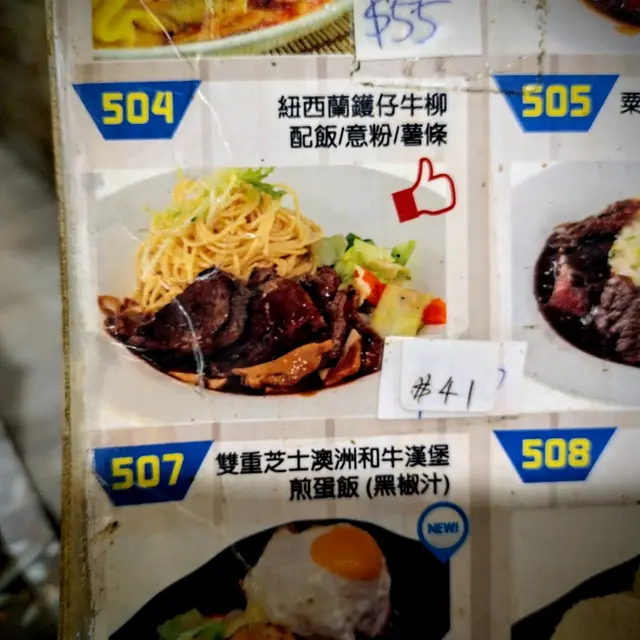 $55
504
紐西蘭鑊仔牛柳
配飯/意粉/薯條
505
$41
507
雙重芝士澳洲和牛漢堡
煎蛋飯 (黑椒汁)
NEW!
508